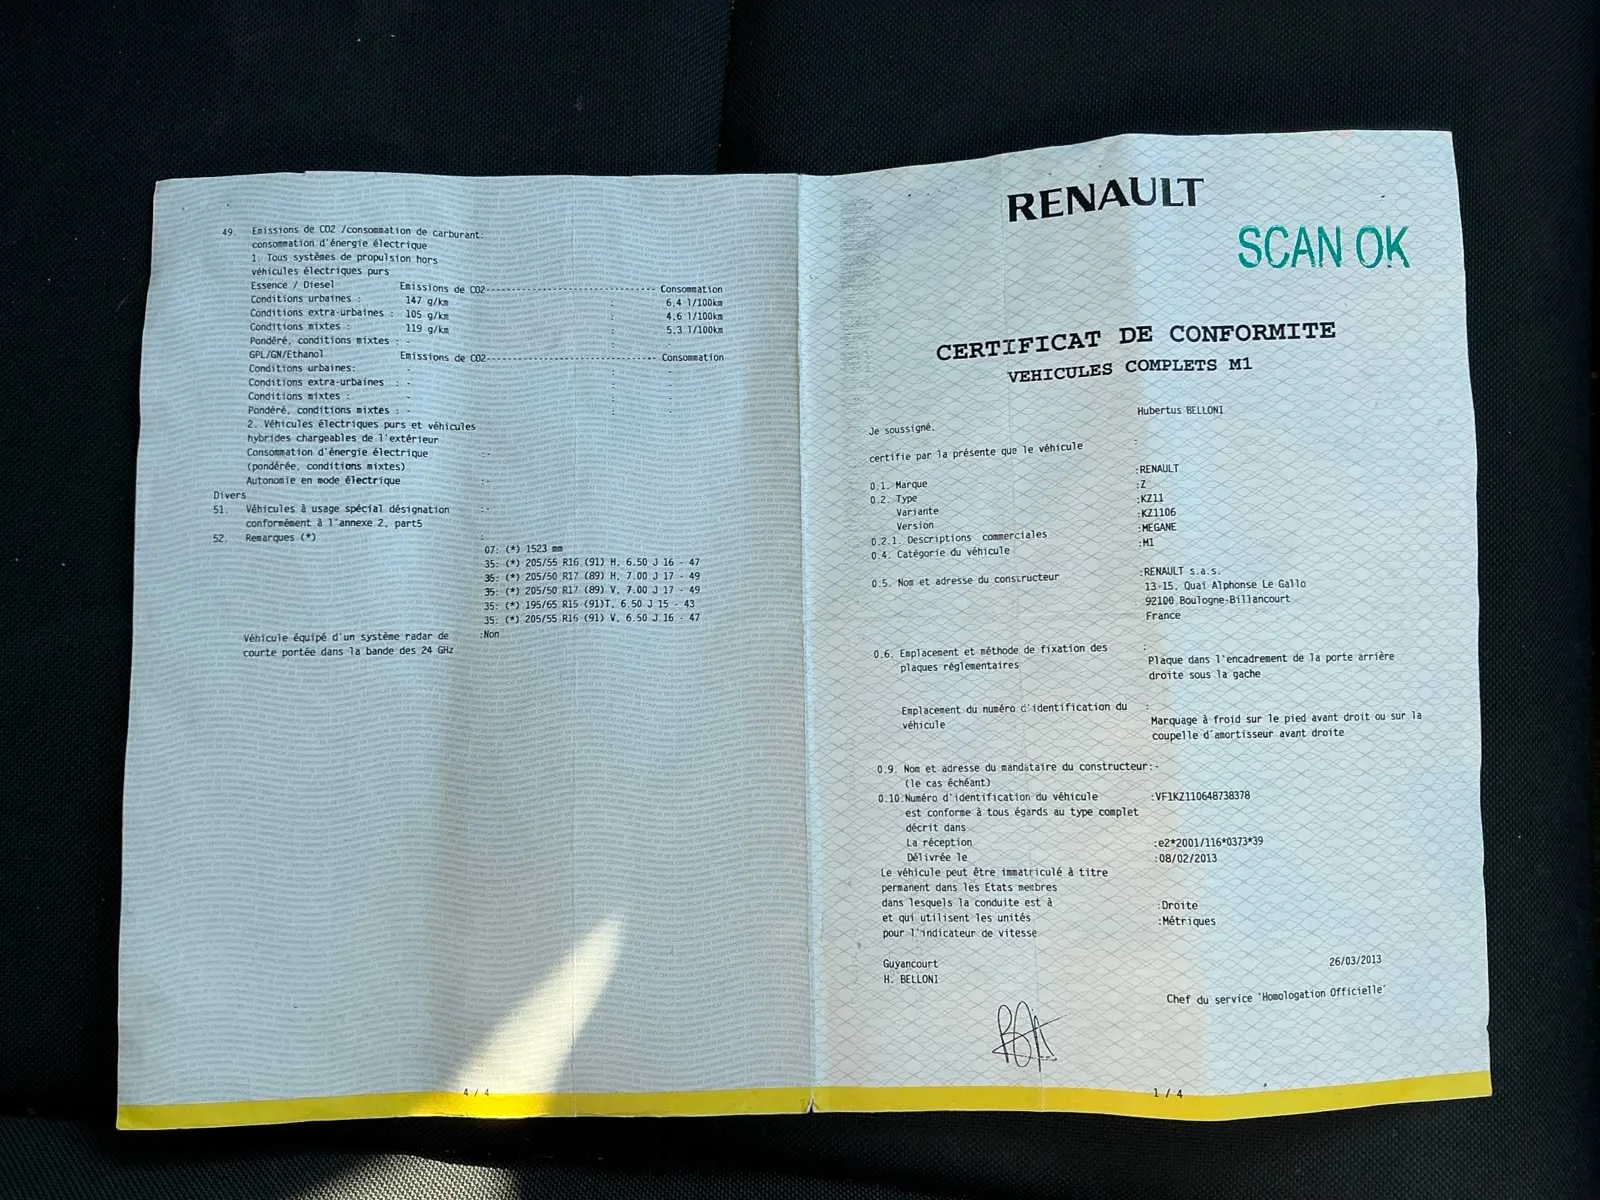 49. Emissions de CO2 /consommation de carburant:
consommation d'énergie électrique
1. Tous systèmes de propulsion hors
véhicules électriques purs
Essence / Diesel Emissions de CO2------------------------------- Consommation
Conditions urbaines : 147 g/km : 6,4 l/100km
Conditions extra-urbaines : 105 g/km : 4,6 l/100km
Conditions mixtes : 119 g/km : 5,3 l/100km
Pondéré, conditions mixtes : - : -
GPL/GN/Ethanol Emissions de CO2------------------------------- Consommation
Conditions urbaines: - : -
Conditions extra-urbaines : - : -
Conditions mixtes : - : -
Pondéré, conditions mixtes : - : -
2. Véhicules électriques purs et véhicules
hybrides chargeables de l'extérieur
Consommation d'énergie électrique :-
(pondérée, conditions mixtes)
Autonomie en mode électrique :-
Divers
51. Véhicules à usage spécial désignation :-
conformément à l'annexe 2, part5
52. Remarques (*) :
07: (*) 1523 mm
35: (*) 205/55 R16 (91) H, 6.50 J 16 - 47
35: (*) 205/50 R17 (89) H, 7.00 J 17 - 49
35: (*) 205/50 R17 (89) V, 7.00 J 17 - 49
35: (*) 195/65 R15 (91)T, 6.50 J 15 - 43
35: (*) 205/55 R16 (91) V, 6.50 J 16 - 47
Véhicule équipé d'un système radar de :Non
courte portée dans la bande des 24 GHz
4 / 4
RENAULT
SCAN OK
CERTIFICAT DE CONFORMITE
VEHICULES COMPLETS M1
Hubertus BELLONI
Je soussigné,
certifie par la présente que le véhicule :
0.1. Marque :RENAULT
0.2. Type :Z
Variante :KZ11
Version :KZ1106
0.2.1. Descriptions commerciales :MEGANE
0.4. Catégorie du véhicule :M1
0.5. Nom et adresse du constructeur :RENAULT s.a.s.
13-15, Quai Alphonse Le Gallo
92100 Boulogne-Billancourt
France
0.6. Emplacement et méthode de fixation des :
plaques réglementaires
Plaque dans l'encadrement de la porte arrière
droite sous la gache
Emplacement du numéro d'identification du :
véhicule
Marquage à froid sur le pied avant droit ou sur la
coupelle d'amortisseur avant droite
0.9. Nom et adresse du mandataire du constructeur:-
(le cas échéant)
0.10.Numéro d'identification du véhicule :VF1KZ110648738378
est conforme à tous égards au type complet
décrit dans
La réception :e2*2001/116*0373*39
Délivrée le :08/02/2013
Le véhicule peut être immatriculé à titre
permanent dans les Etats membres
dans lesquels la conduite est à :Droite
et qui utilisent les unités :Métriques
pour l'indicateur de vitesse
Guyancourt 26/03/2013
H. BELLONI
Chef du service 'Homologation Officielle'
1 / 4